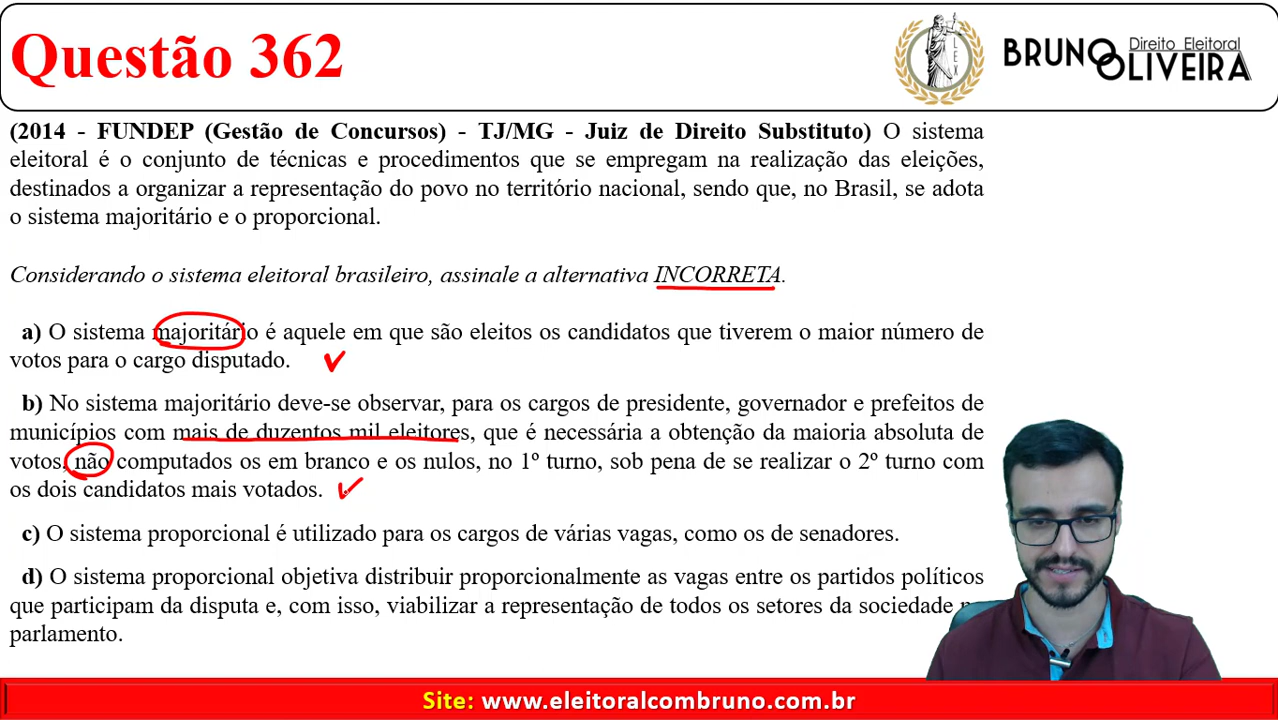 Questão 362
LEX
BRUNO
Direito Eleitoral
OLIVEIRA
(2014 - FUNDEP (Gestão de Concursos) - TJ/MG - Juiz de Direito Substituto) O sistema
eleitoral é o conjunto de técnicas e procedimentos que se empregam na realização das eleições,
destinados a organizar a representação do povo no território nacional, sendo que, no Brasil, se adota
o sistema majoritário e o proporcional.
Considerando o sistema eleitoral brasileiro, assinale a alternativa INCORRETA.
a) O sistema majoritário é aquele em que são eleitos os candidatos que tiverem o maior número de
votos para o cargo disputado.
b) No sistema majoritário deve-se observar, para os cargos de presidente, governador e prefeitos de
municípios com mais de duzentos mil eleitores, que é necessária a obtenção da maioria absoluta de
votos, não computados os em branco e os nulos, no 1º turno, sob pena de se realizar o 2º turno com
os dois candidatos mais votados.
c) O sistema proporcional é utilizado para os cargos de várias vagas, como os de senadores.
d) O sistema proporcional objetiva distribuir proporcionalmente as vagas entre os partidos políticos
que participam da disputa e, com isso, viabilizar a representação de todos os setores da sociedade
parlamento.
Site: www.eleitoralcombruno.com.br